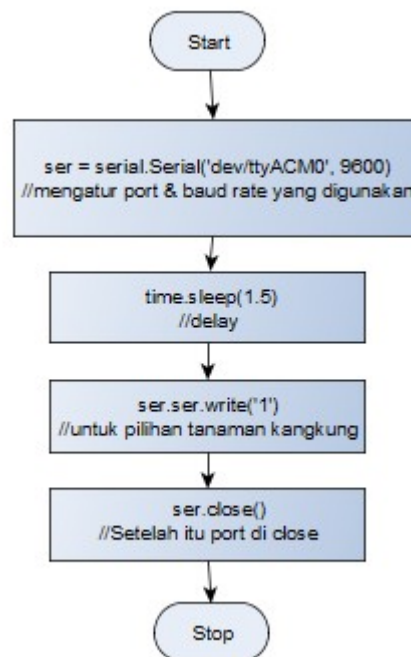 Start
ser = serial.Serial('dev/ttyACM0', 9600)
//mengatur port & baud rate yang digunakan
time.sleep(1.5)
//delay
ser.ser.write('1')
//untuk pilihan tanaman kangkung
ser.close()
//Setelah itu port di close
Stop